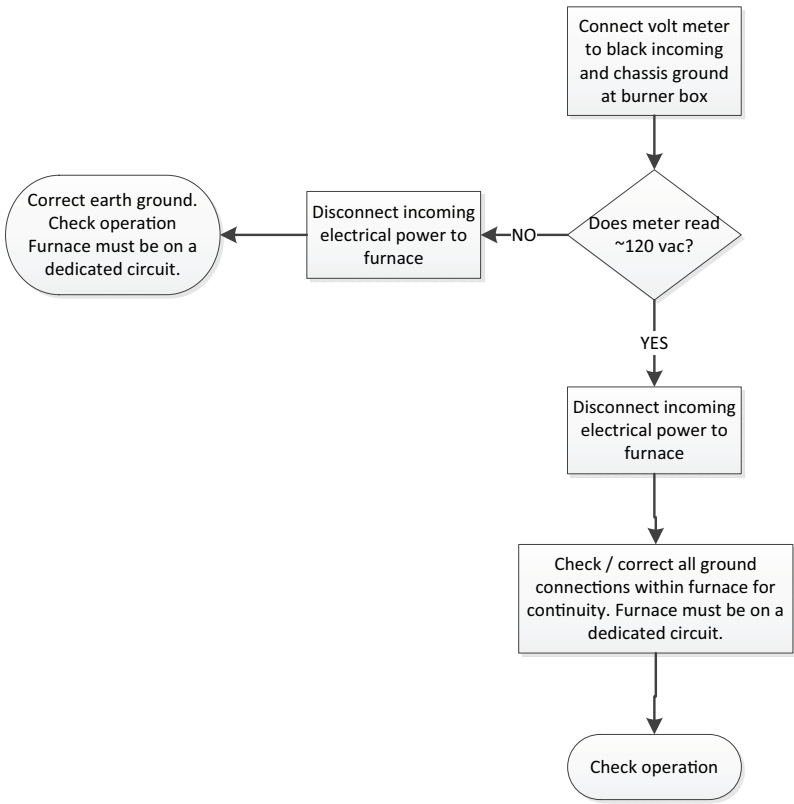 Connect volt meter
to black incoming
and chassis ground
at burner box
Does meter read
~120 vac?
NO
Disconnect incoming
electrical power to
furnace
Correct earth ground.
Check operation
Furnace must be on a
dedicated circuit.
YES
Disconnect incoming
electrical power to
furnace
Check / correct all ground
connections within furnace for
continuity. Furnace must be on a
dedicated circuit.
Check operation